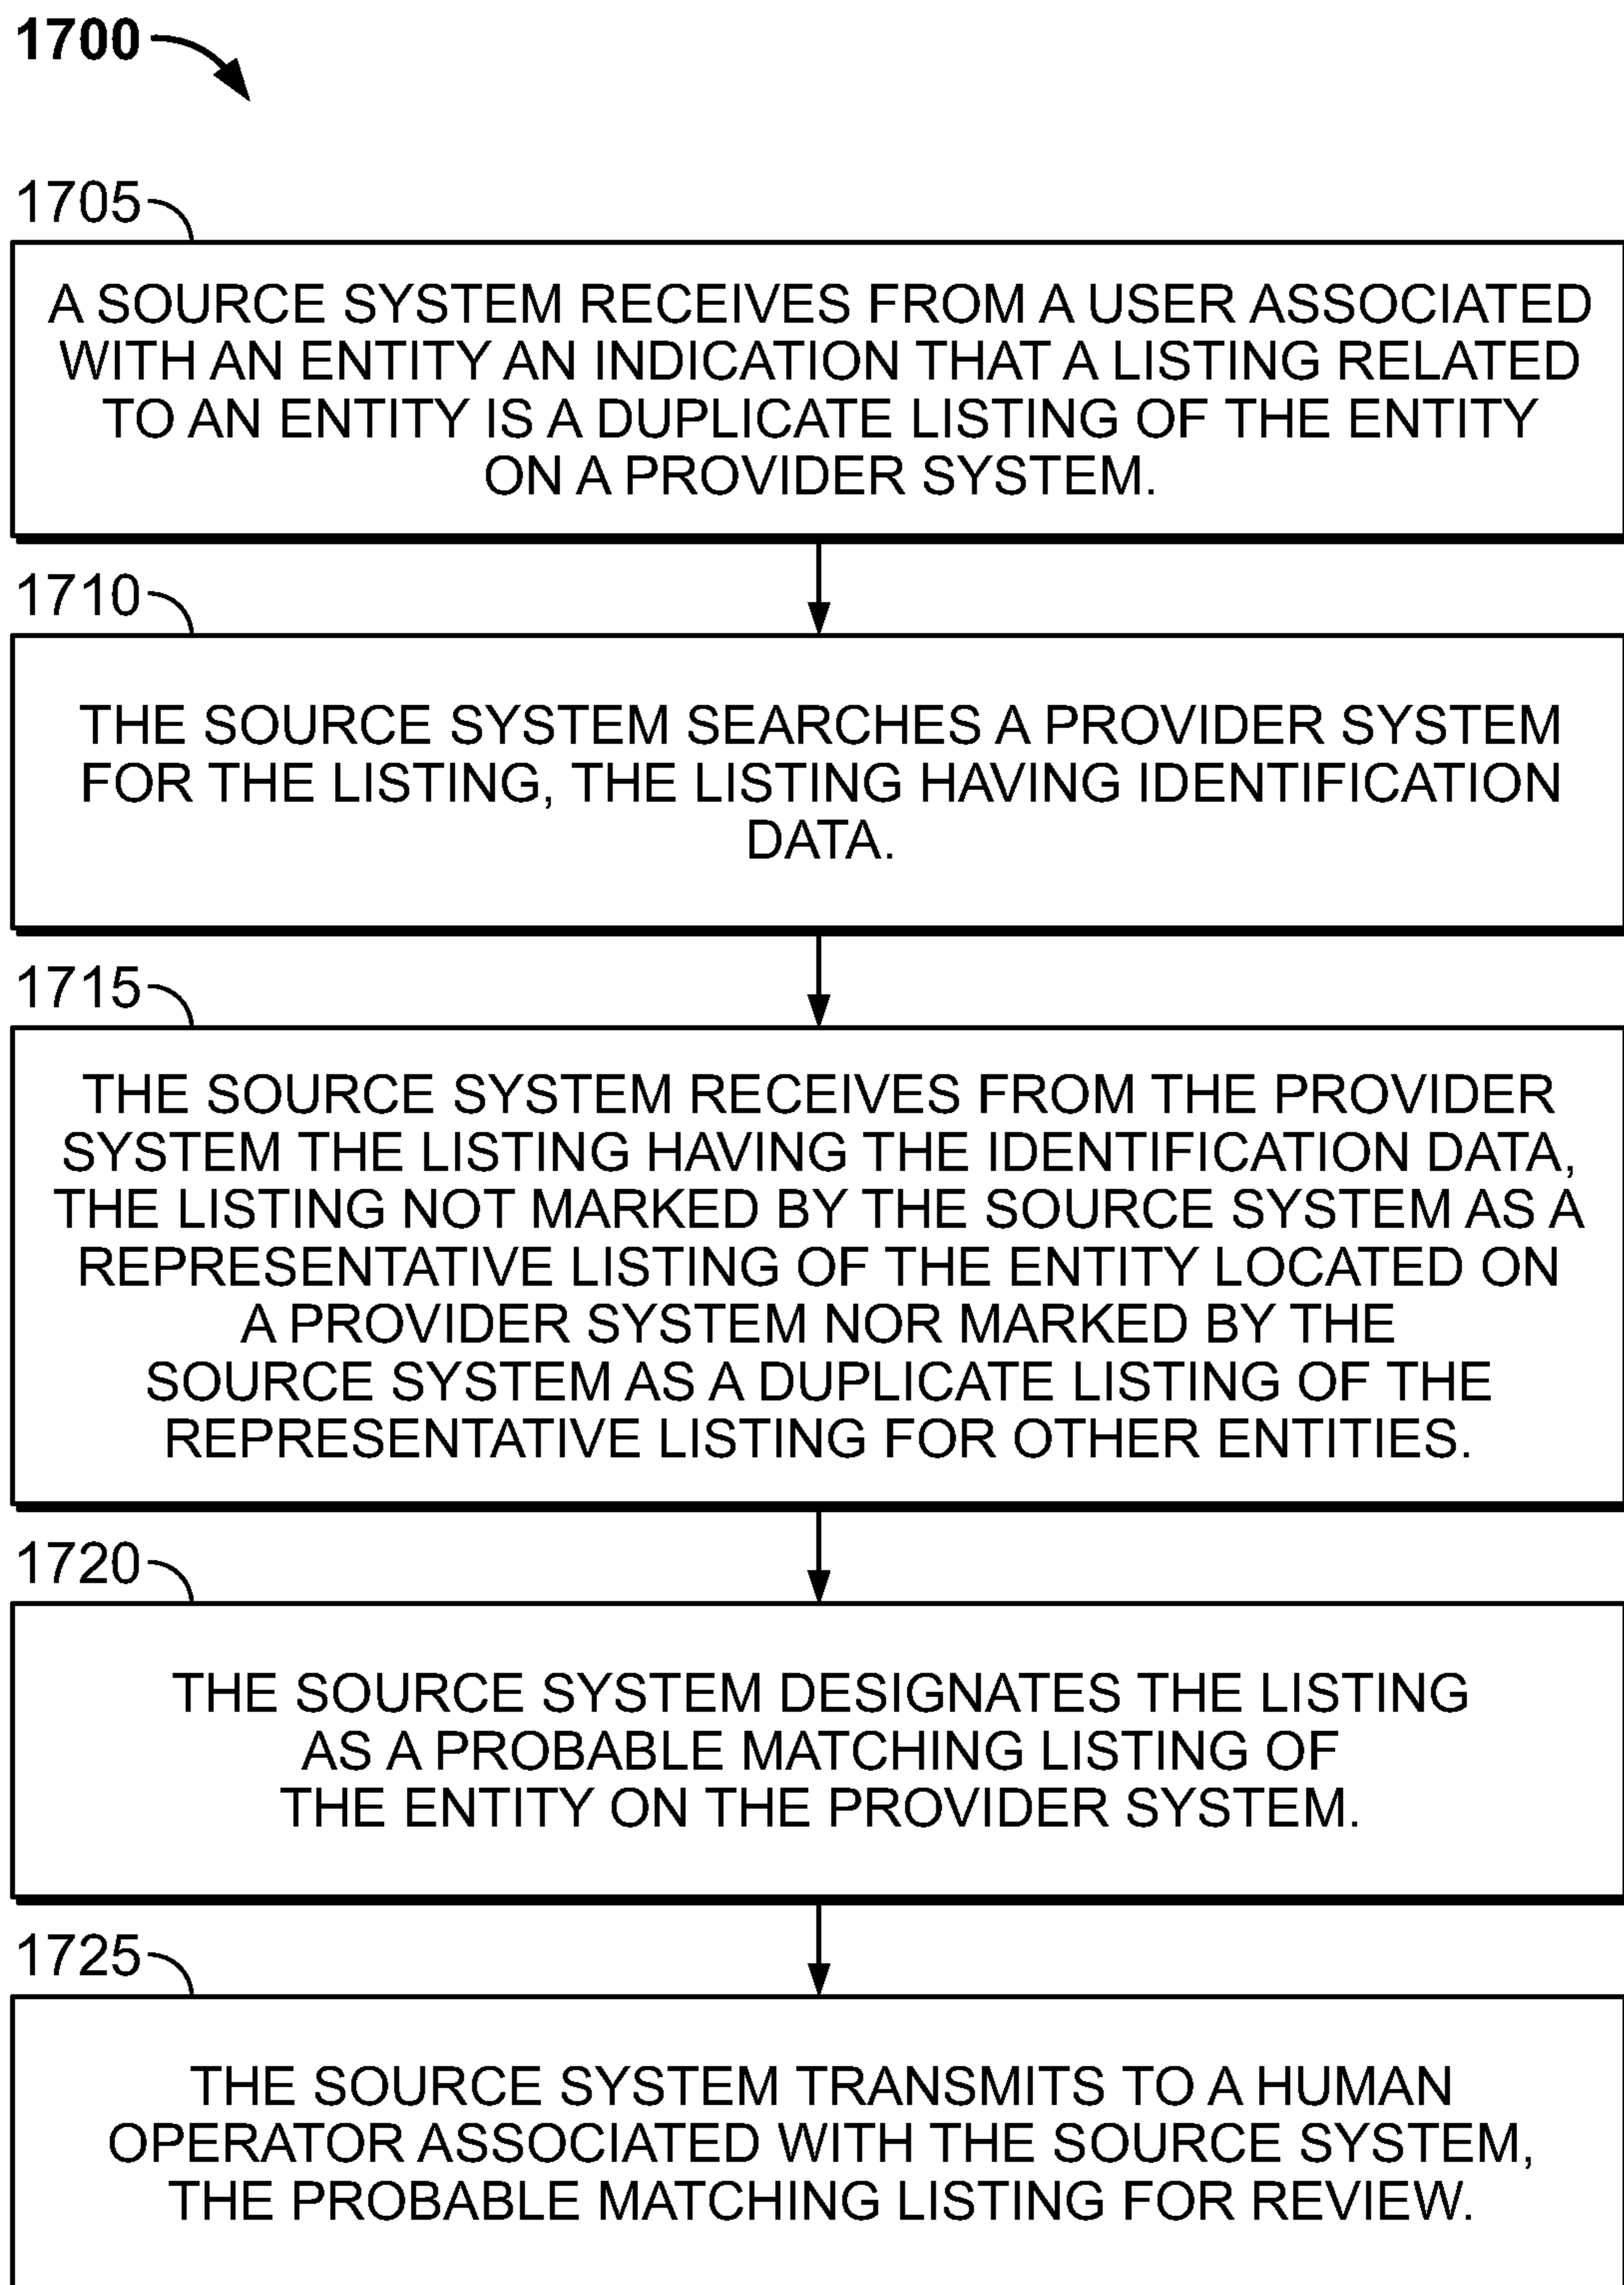 1700
1705
A SOURCE SYSTEM RECEIVES FROM A USER ASSOCIATED
WITH AN ENTITY AN INDICATION THAT A LISTING RELATED
TO AN ENTITY IS A DUPLICATE LISTING OF THE ENTITY
ON A PROVIDER SYSTEM.
1710
THE SOURCE SYSTEM SEARCHES A PROVIDER SYSTEM
FOR THE LISTING, THE LISTING HAVING IDENTIFICATION
DATA.
1715
THE SOURCE SYSTEM RECEIVES FROM THE PROVIDER
SYSTEM THE LISTING HAVING THE IDENTIFICATION DATA,
THE LISTING NOT MARKED BY THE SOURCE SYSTEM AS A
REPRESENTATIVE LISTING OF THE ENTITY LOCATED ON
A PROVIDER SYSTEM NOR MARKED BY THE
SOURCE SYSTEM AS A DUPLICATE LISTING OF THE
REPRESENTATIVE LISTING FOR OTHER ENTITIES.
1720
THE SOURCE SYSTEM DESIGNATES THE LISTING
AS A PROBABLE MATCHING LISTING OF
THE ENTITY ON THE PROVIDER SYSTEM.
1725
THE SOURCE SYSTEM TRANSMITS TO A HUMAN
OPERATOR ASSOCIATED WITH THE SOURCE SYSTEM,
THE PROBABLE MATCHING LISTING FOR REVIEW.